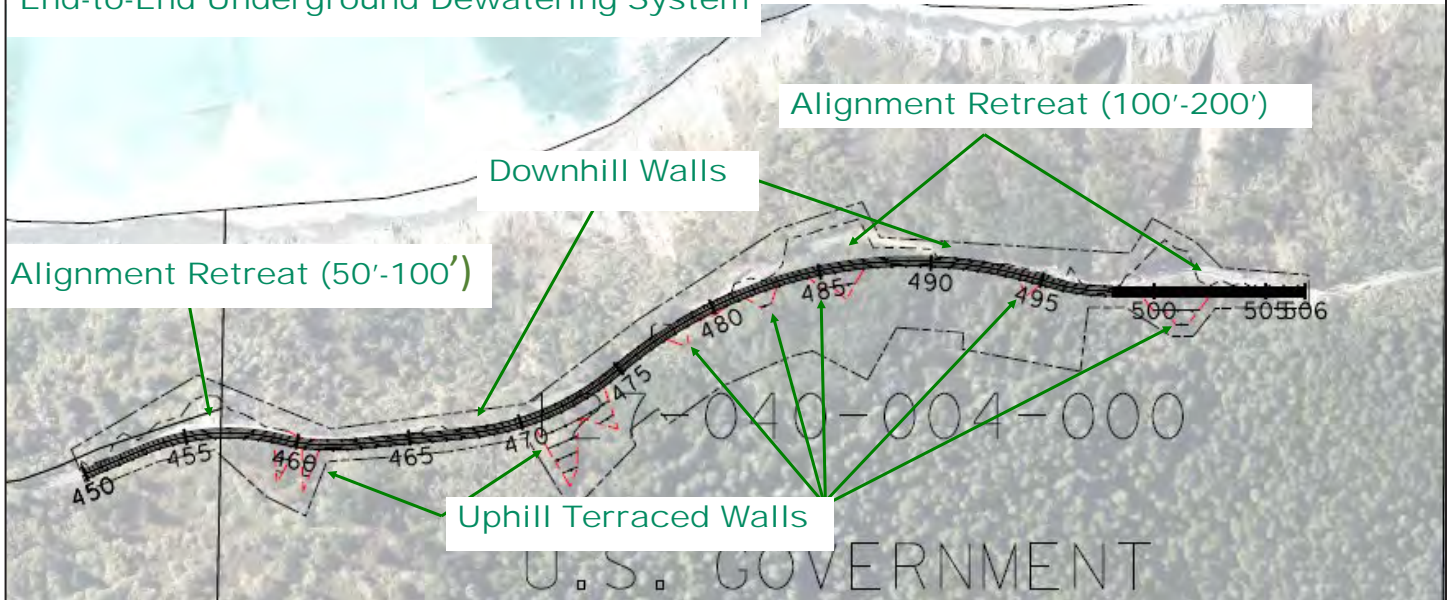 End-to-End Underground Dewatering System
Alignment Retreat (100'-200')
Downhill Walls
Alignment Retreat (50'-100')
450
455
460
465
470
475
480
485
490
495
500
505
506
7-040-004-000
Uphill Terraced Walls
U.S. GOVERNMENT